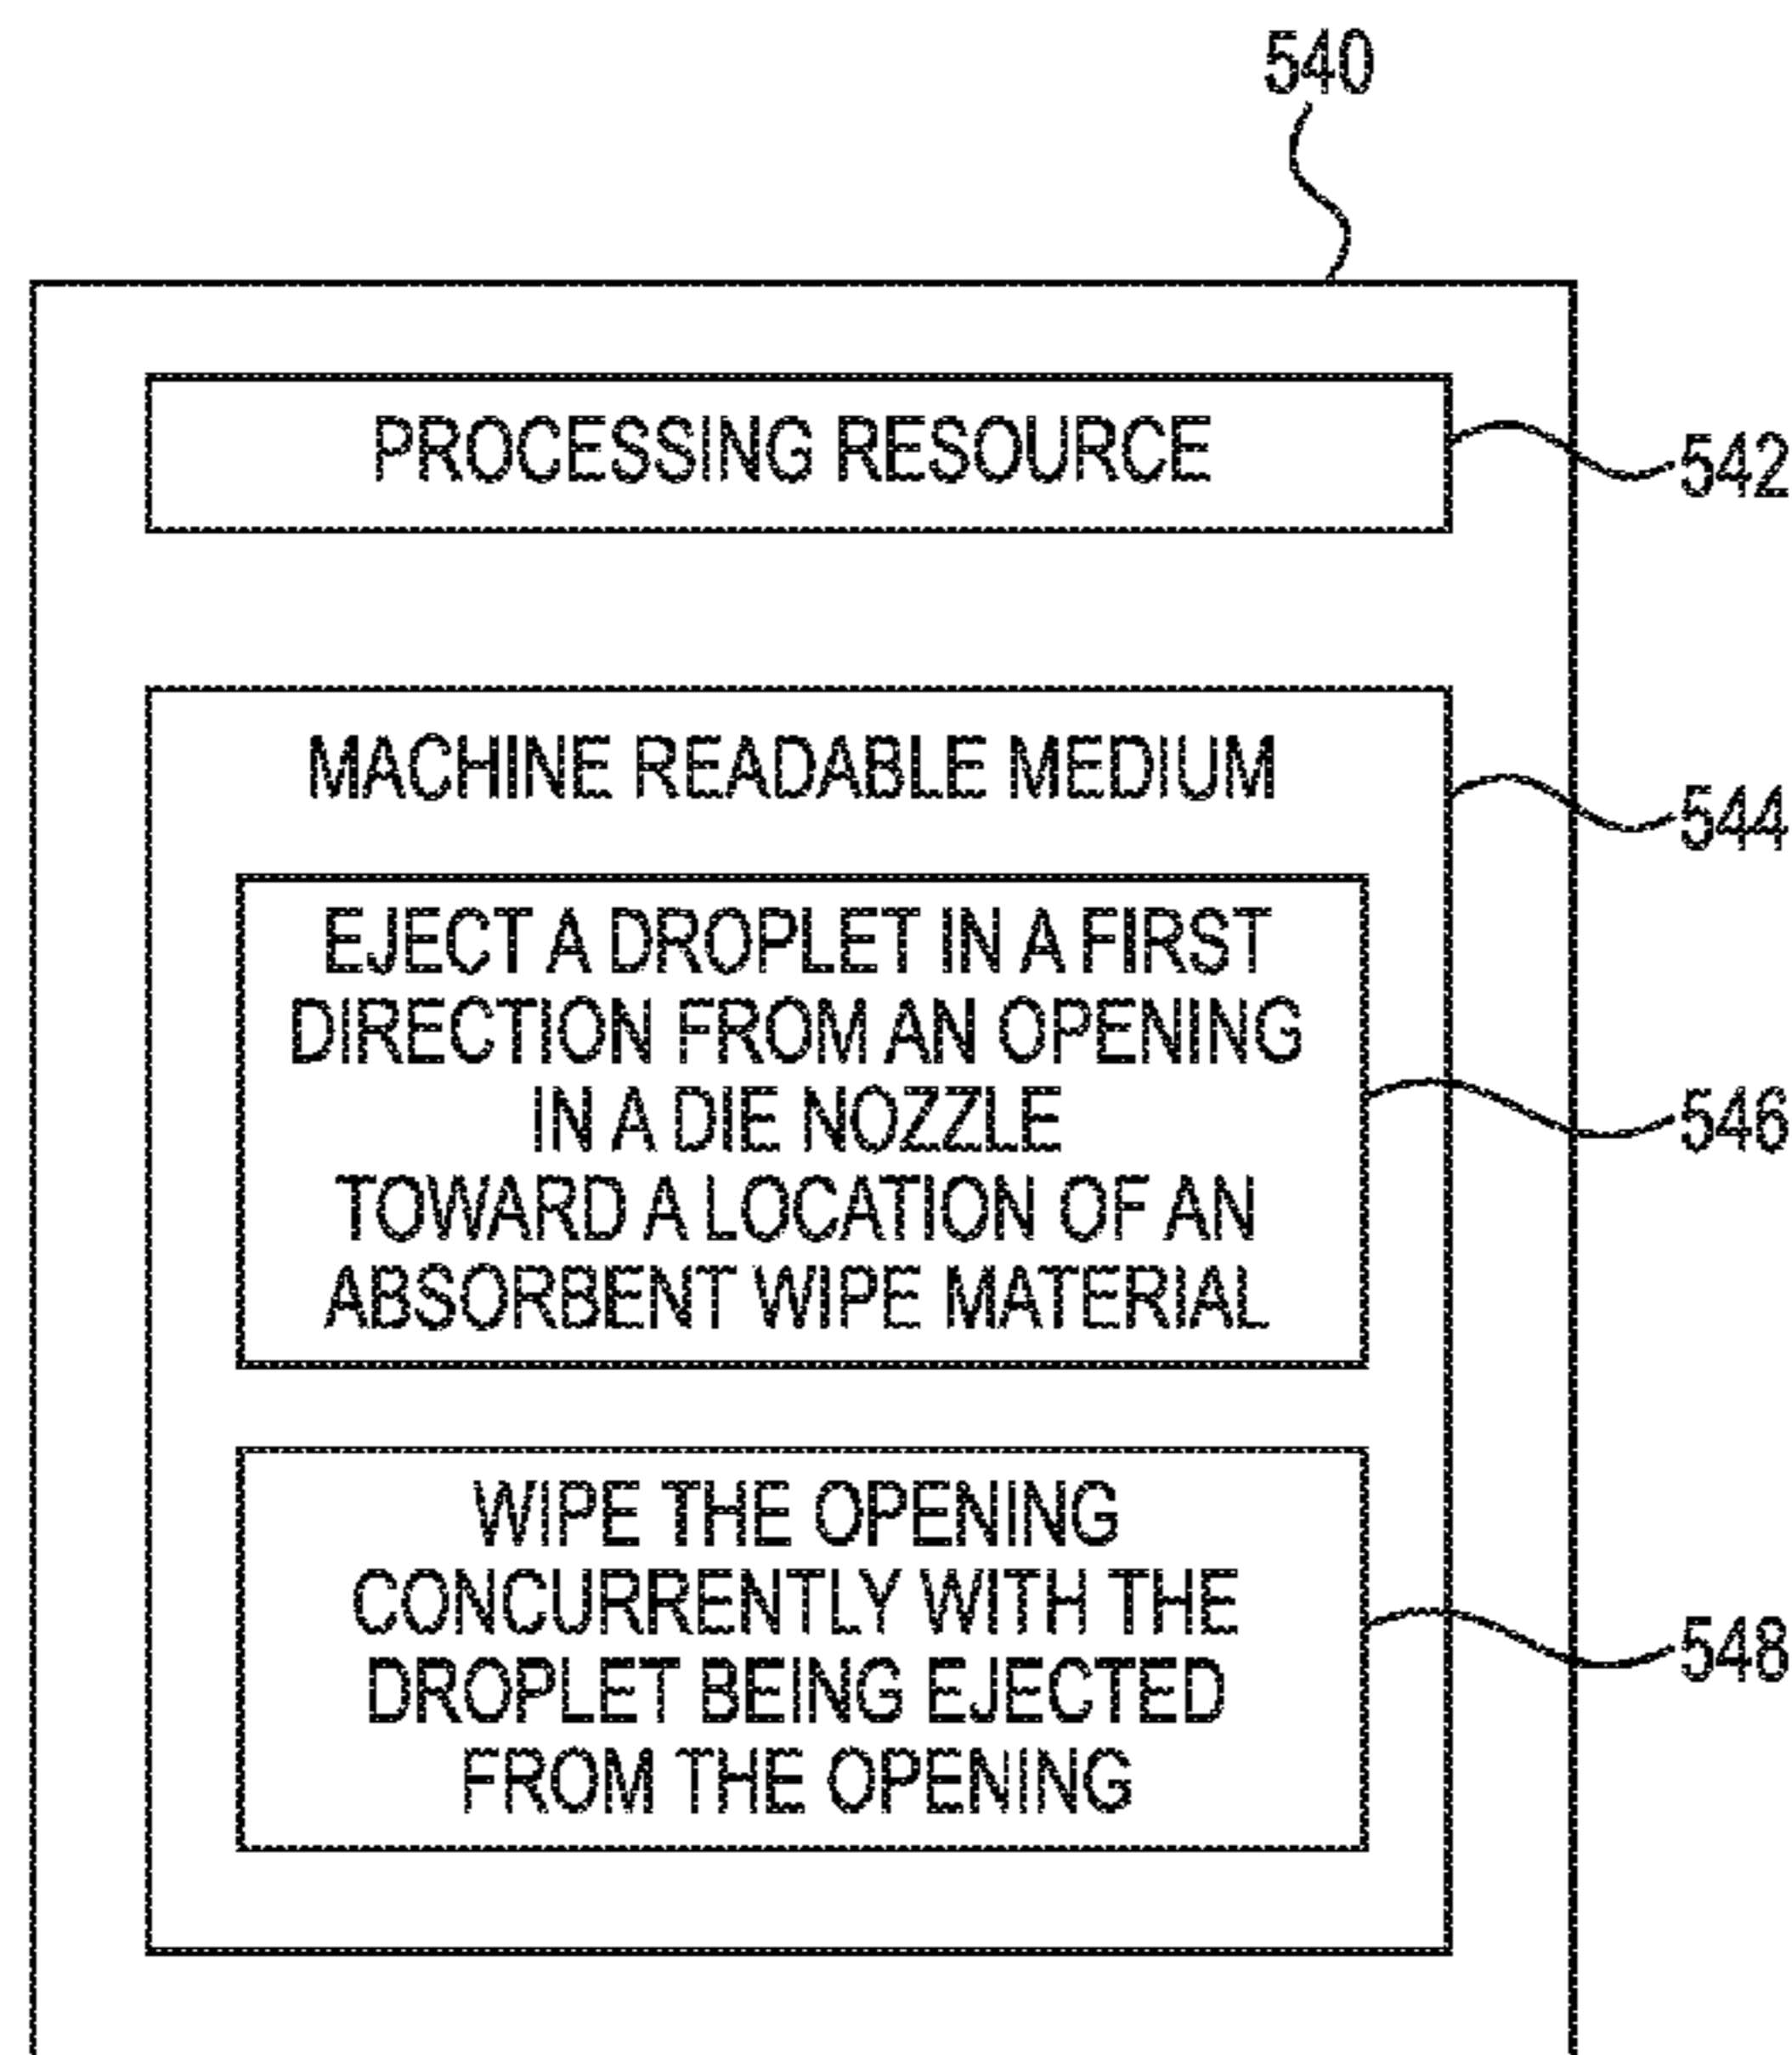 540
PROCESSING RESOURCE
542
MACHINE READABLE MEDIUM
544
EJECT A DROPLET IN A FIRST
DIRECTION FROM AN OPENING
IN A DIE NOZZLE
TOWARD A LOCATION OF AN
ABSORBENT WIPE MATERIAL
546
WIPE THE OPENING
CONCURRENTLY WITH THE
DROPLET BEING EJECTED
FROM THE OPENING
548